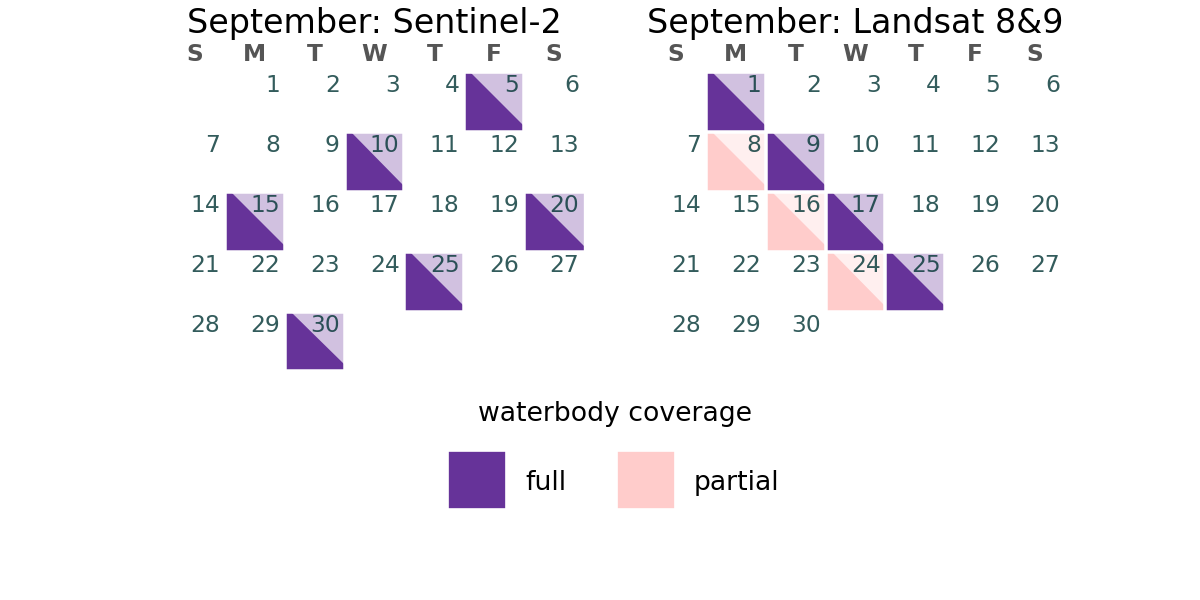 September: Sentinel-2
S M T W T F S
1 2 3 4 5 6
7 8 9 10 11 12 13
14 15 16 17 18 19 20
21 22 23 24 25 26 27
28 29 30
September: Landsat 8&9
S M T W T F S
1 2 3 4 5 6
7 8 9 10 11 12 13
14 15 16 17 18 19 20
21 22 23 24 25 26 27
28 29 30
waterbody coverage
full partial